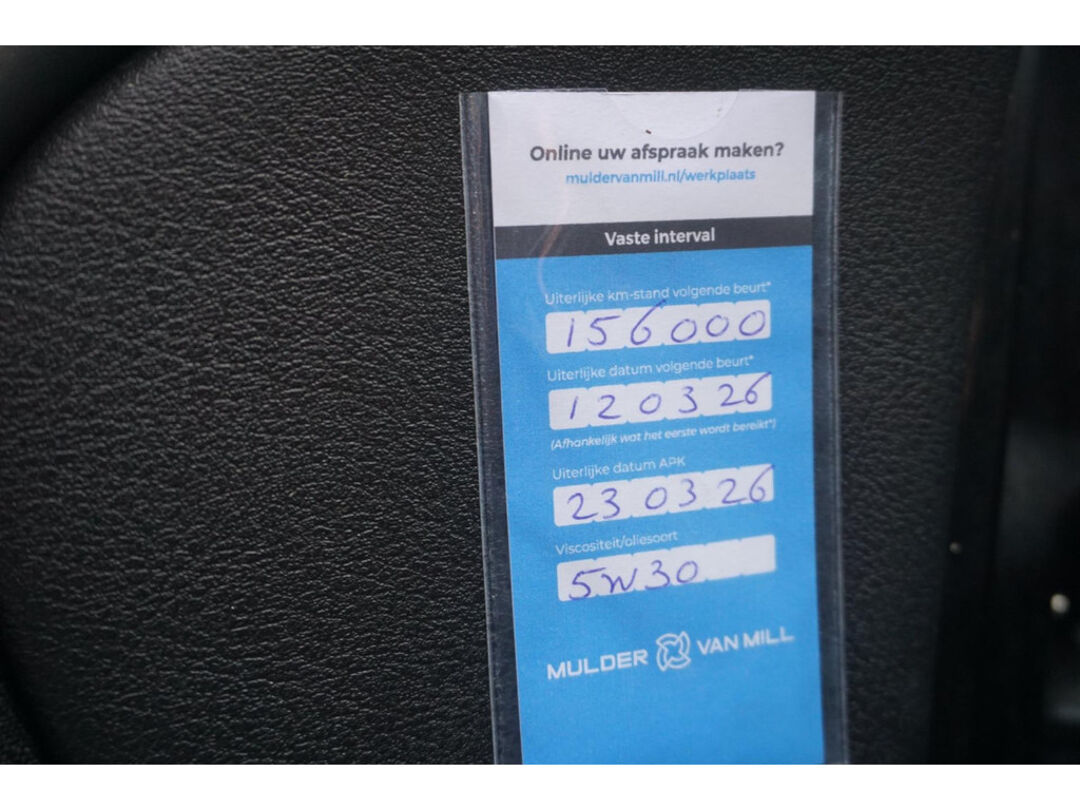 Online uw afspraak maken?
muldervanmill.nl/werkplaats
Vaste interval
Uiterlijke km-stand volgende beurt*
156000
Uiterlijke datum volgende beurt*
120326
(Afhankelijk wat het eerste wordt bereikt*)
Uiterlijke datum APK
230326
Viscositeit/oliesoort
5W30
MULDER VAN MILL